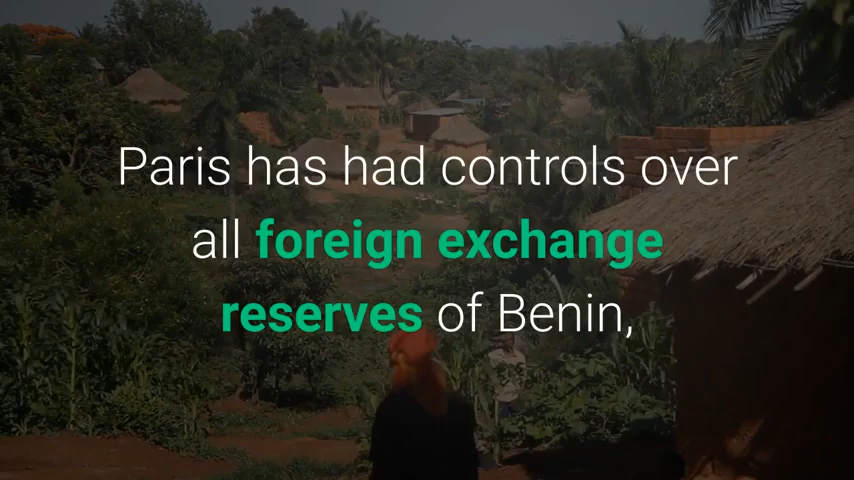 Paris has had controls over
all foreign exchange
reserves of Benin,